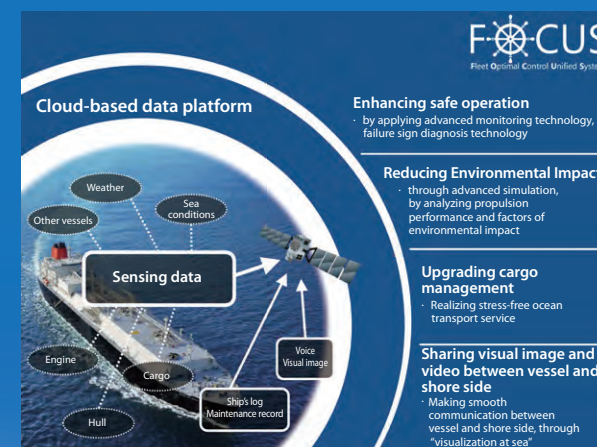 FOCUS
Fleet Optimal Control Unified Syste
Cloud-based data platform
Weather
Sea
conditions
Other vessels
Sensing data
Engine
Cargo
Hull
Voice
Visual image
Ship's log
Maintenance record
Enhancing safe operation
· by applying advanced monitoring technology,
failure sign diagnosis technology
Reducing Environmental Impact
· through advanced simulation,
by analyzing propulsion
performance and factors of
environmental impact
Upgrading cargo
management
· Realizing stress-free ocean
transport service
Sharing visual image and
video between vessel and
shore side
· Making smooth
communication between
vessel and shore side, through
"visualization at sea"